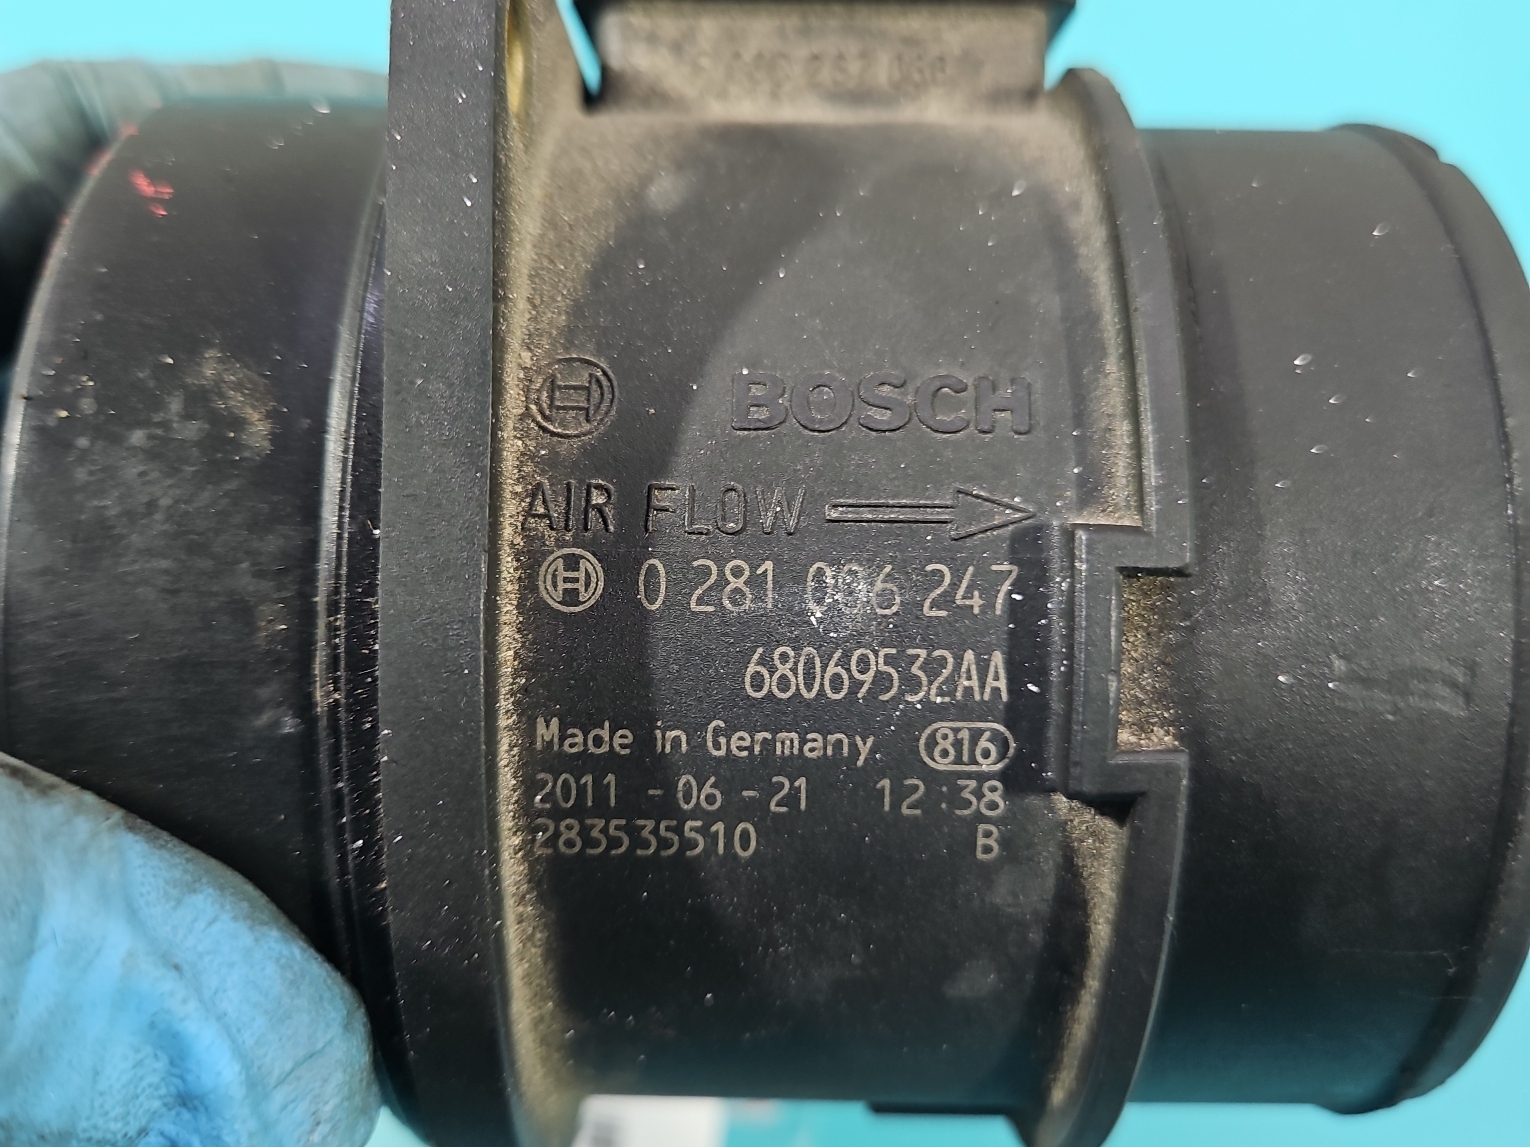 BOSCH
AIR FLOW
0 281 006 247
68069532AA
Made in Germany 816
2011 - 06 - 21 12:38
283535510 B